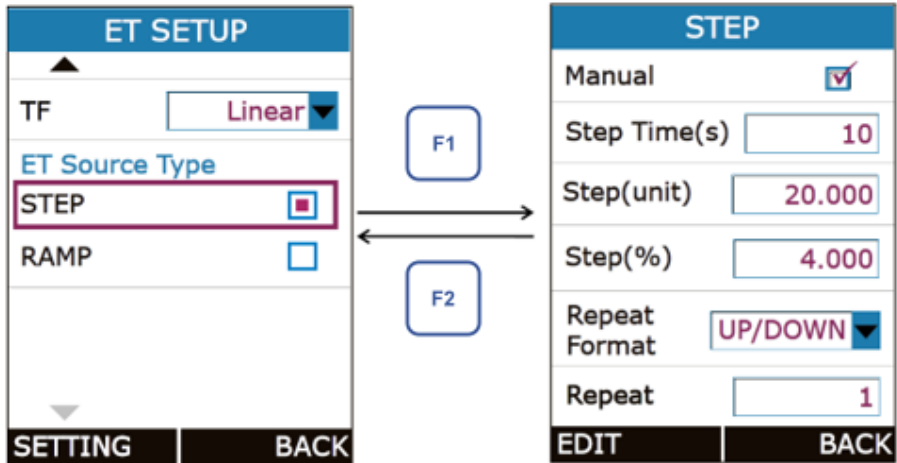 ET SETUP
TF Linear
ET Source Type
STEP
RAMP
SETTING BACK
F1
F2
STEP
Manual
Step Time(s) 10
Step(unit) 20.000
Step(%) 4.000
Repeat
Format
UP/DOWN
Repeat 1
EDIT BACK